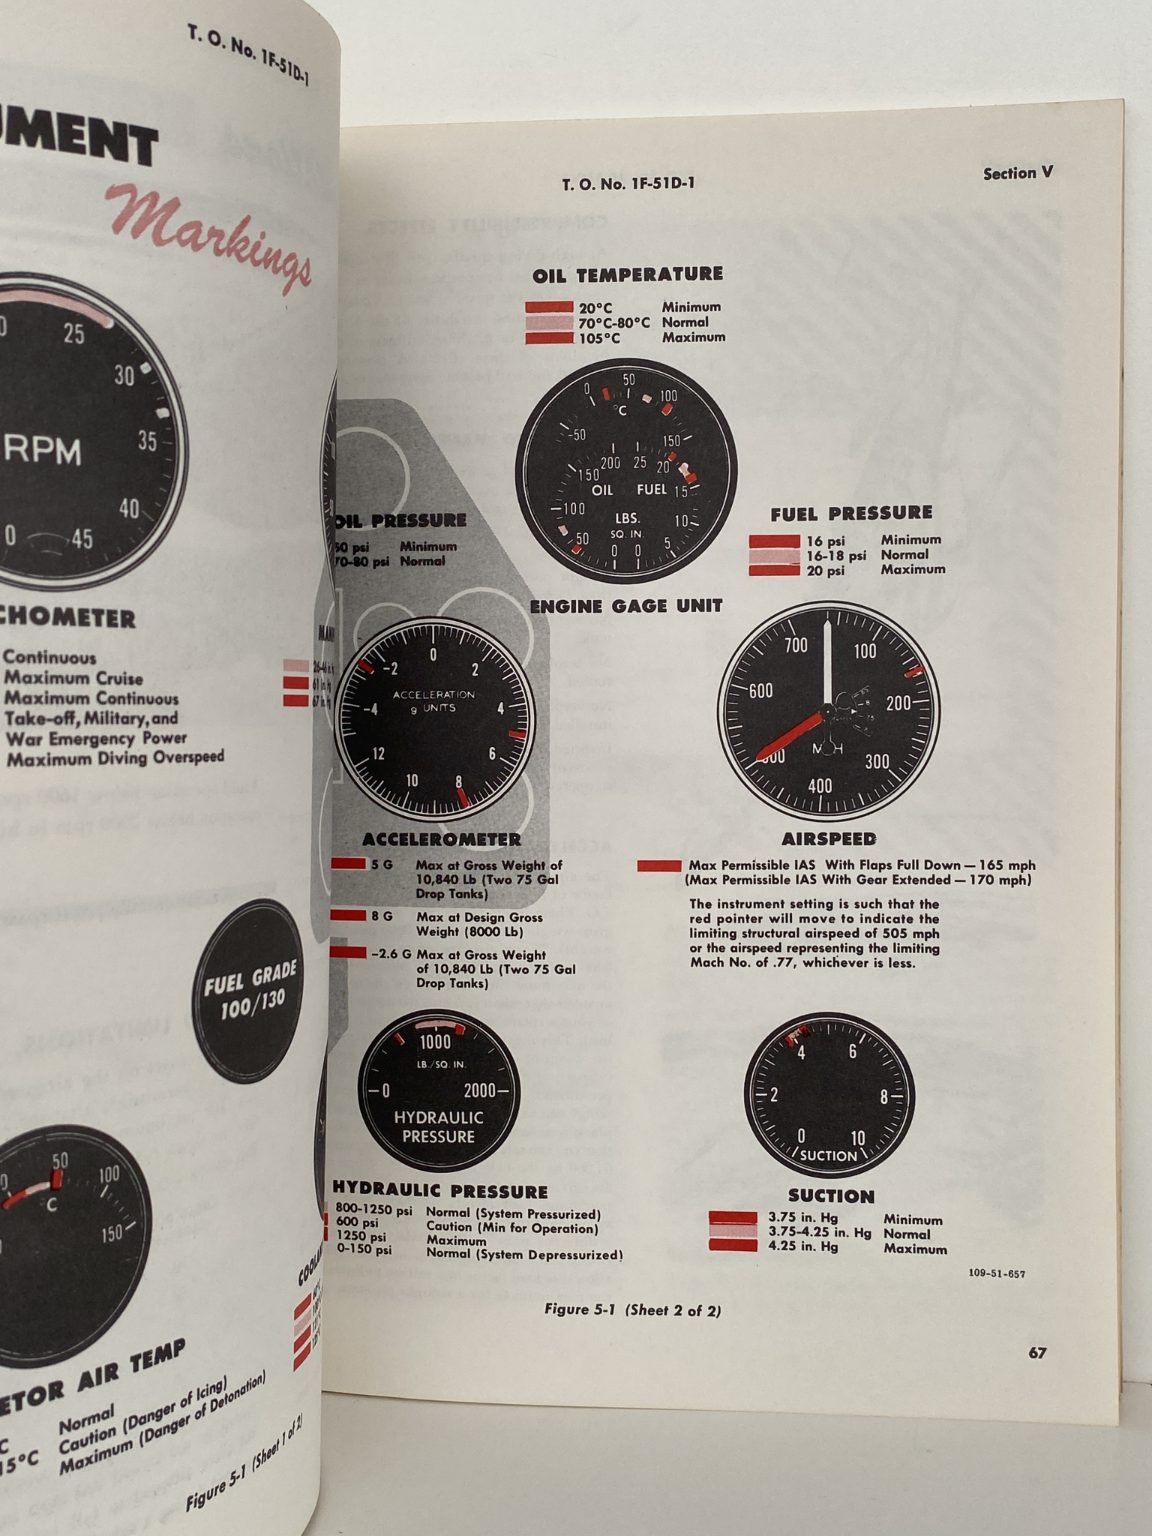 T. O. No. 1F-51D-1
UMENT
Markings
25
30
35
40
45
0
RPM
CHOMETER
Continuous
Maximum Cruise
Maximum Continuous
Take-off, Military, and
War Emergency Power
Maximum Diving Overspeed
FUEL GRADE
100/130
50
100
150
°C
ETOR AIR TEMP
C Normal
15°C Caution (Danger of Icing)
Maximum (Danger of Detonation)
Figure 5-1 (Sheet 1 of 2)
T. O. No. 1F-51D-1
Section V
OIL TEMPERATURE
20°C Minimum
70°C-80°C Normal
105°C Maximum
0 50 100
°C
-50 150
150 200 25 20
OIL FUEL 15
100 LBS. 10
SQ. IN.
50 0 0 5
OIL PRESSURE
50 psi Minimum
70-80 psi Normal
FUEL PRESSURE
16 psi Minimum
16-18 psi Normal
20 psi Maximum
ENGINE GAGE UNIT
0
-2 2
ACCELERATION
g UNITS
-4 4
12 6
10 8
700 100
600 200
300
400
ACCELEROMETER
5 G Max at Gross Weight of
10,840 Lb (Two 75 Gal
Drop Tanks)
8 G Max at Design Gross
Weight (8000 Lb)
-2.6 G Max at Gross Weight
of 10,840 Lb (Two 75 Gal
Drop Tanks)
AIRSPEED
Max Permissible IAS With Flaps Full Down — 165 mph
(Max Permissible IAS With Gear Extended — 170 mph)
The instrument setting is such that the
red pointer will move to indicate the
limiting structural airspeed of 505 mph
or the airspeed representing the limiting
Mach No. of .77, whichever is less.
1000
LB./SQ. IN.
0 2000
HYDRAULIC
PRESSURE
HYDRAULIC PRESSURE
800-1250 psi Normal (System Pressurized)
600 psi Caution (Min for Operation)
1250 psi Maximum
0-150 psi Normal (System Depressurized)
4 6
2 8
0 10
SUCTION
SUCTION
3.75 in. Hg Minimum
3.75-4.25 in. Hg Normal
4.25 in. Hg Maximum
109-51-657
Figure 5-1 (Sheet 2 of 2)
67